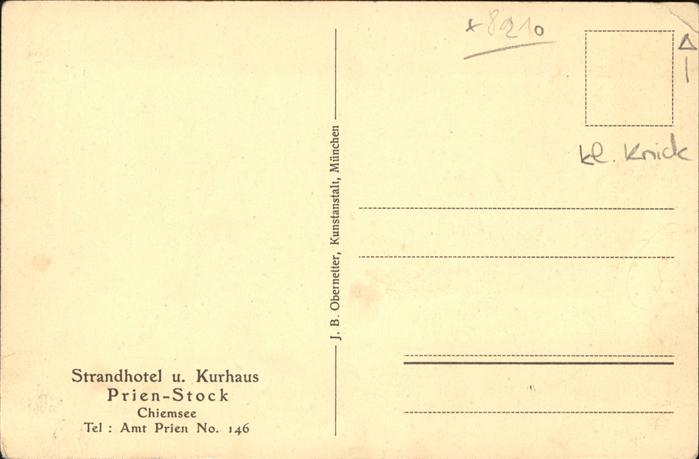 *8210
kl. Knick
J. B. Obernetter, Kunstanstalt, München
Strandhotel u. Kurhaus
Prien-Stock
Chiemsee
Tel : Amt Prien No. 146